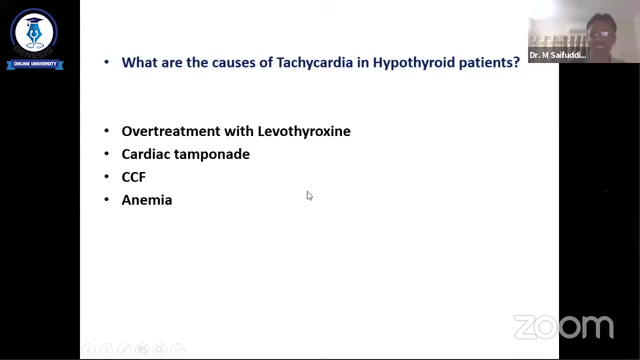 ONLINE UNIVERSITY
• What are the causes of Tachycardia in Hypothyroid patients?
Dr. M Saifuddi...
• Overtreatment with Levothyroxine
• Cardiac tamponade
• CCF
• Anemia
zoom